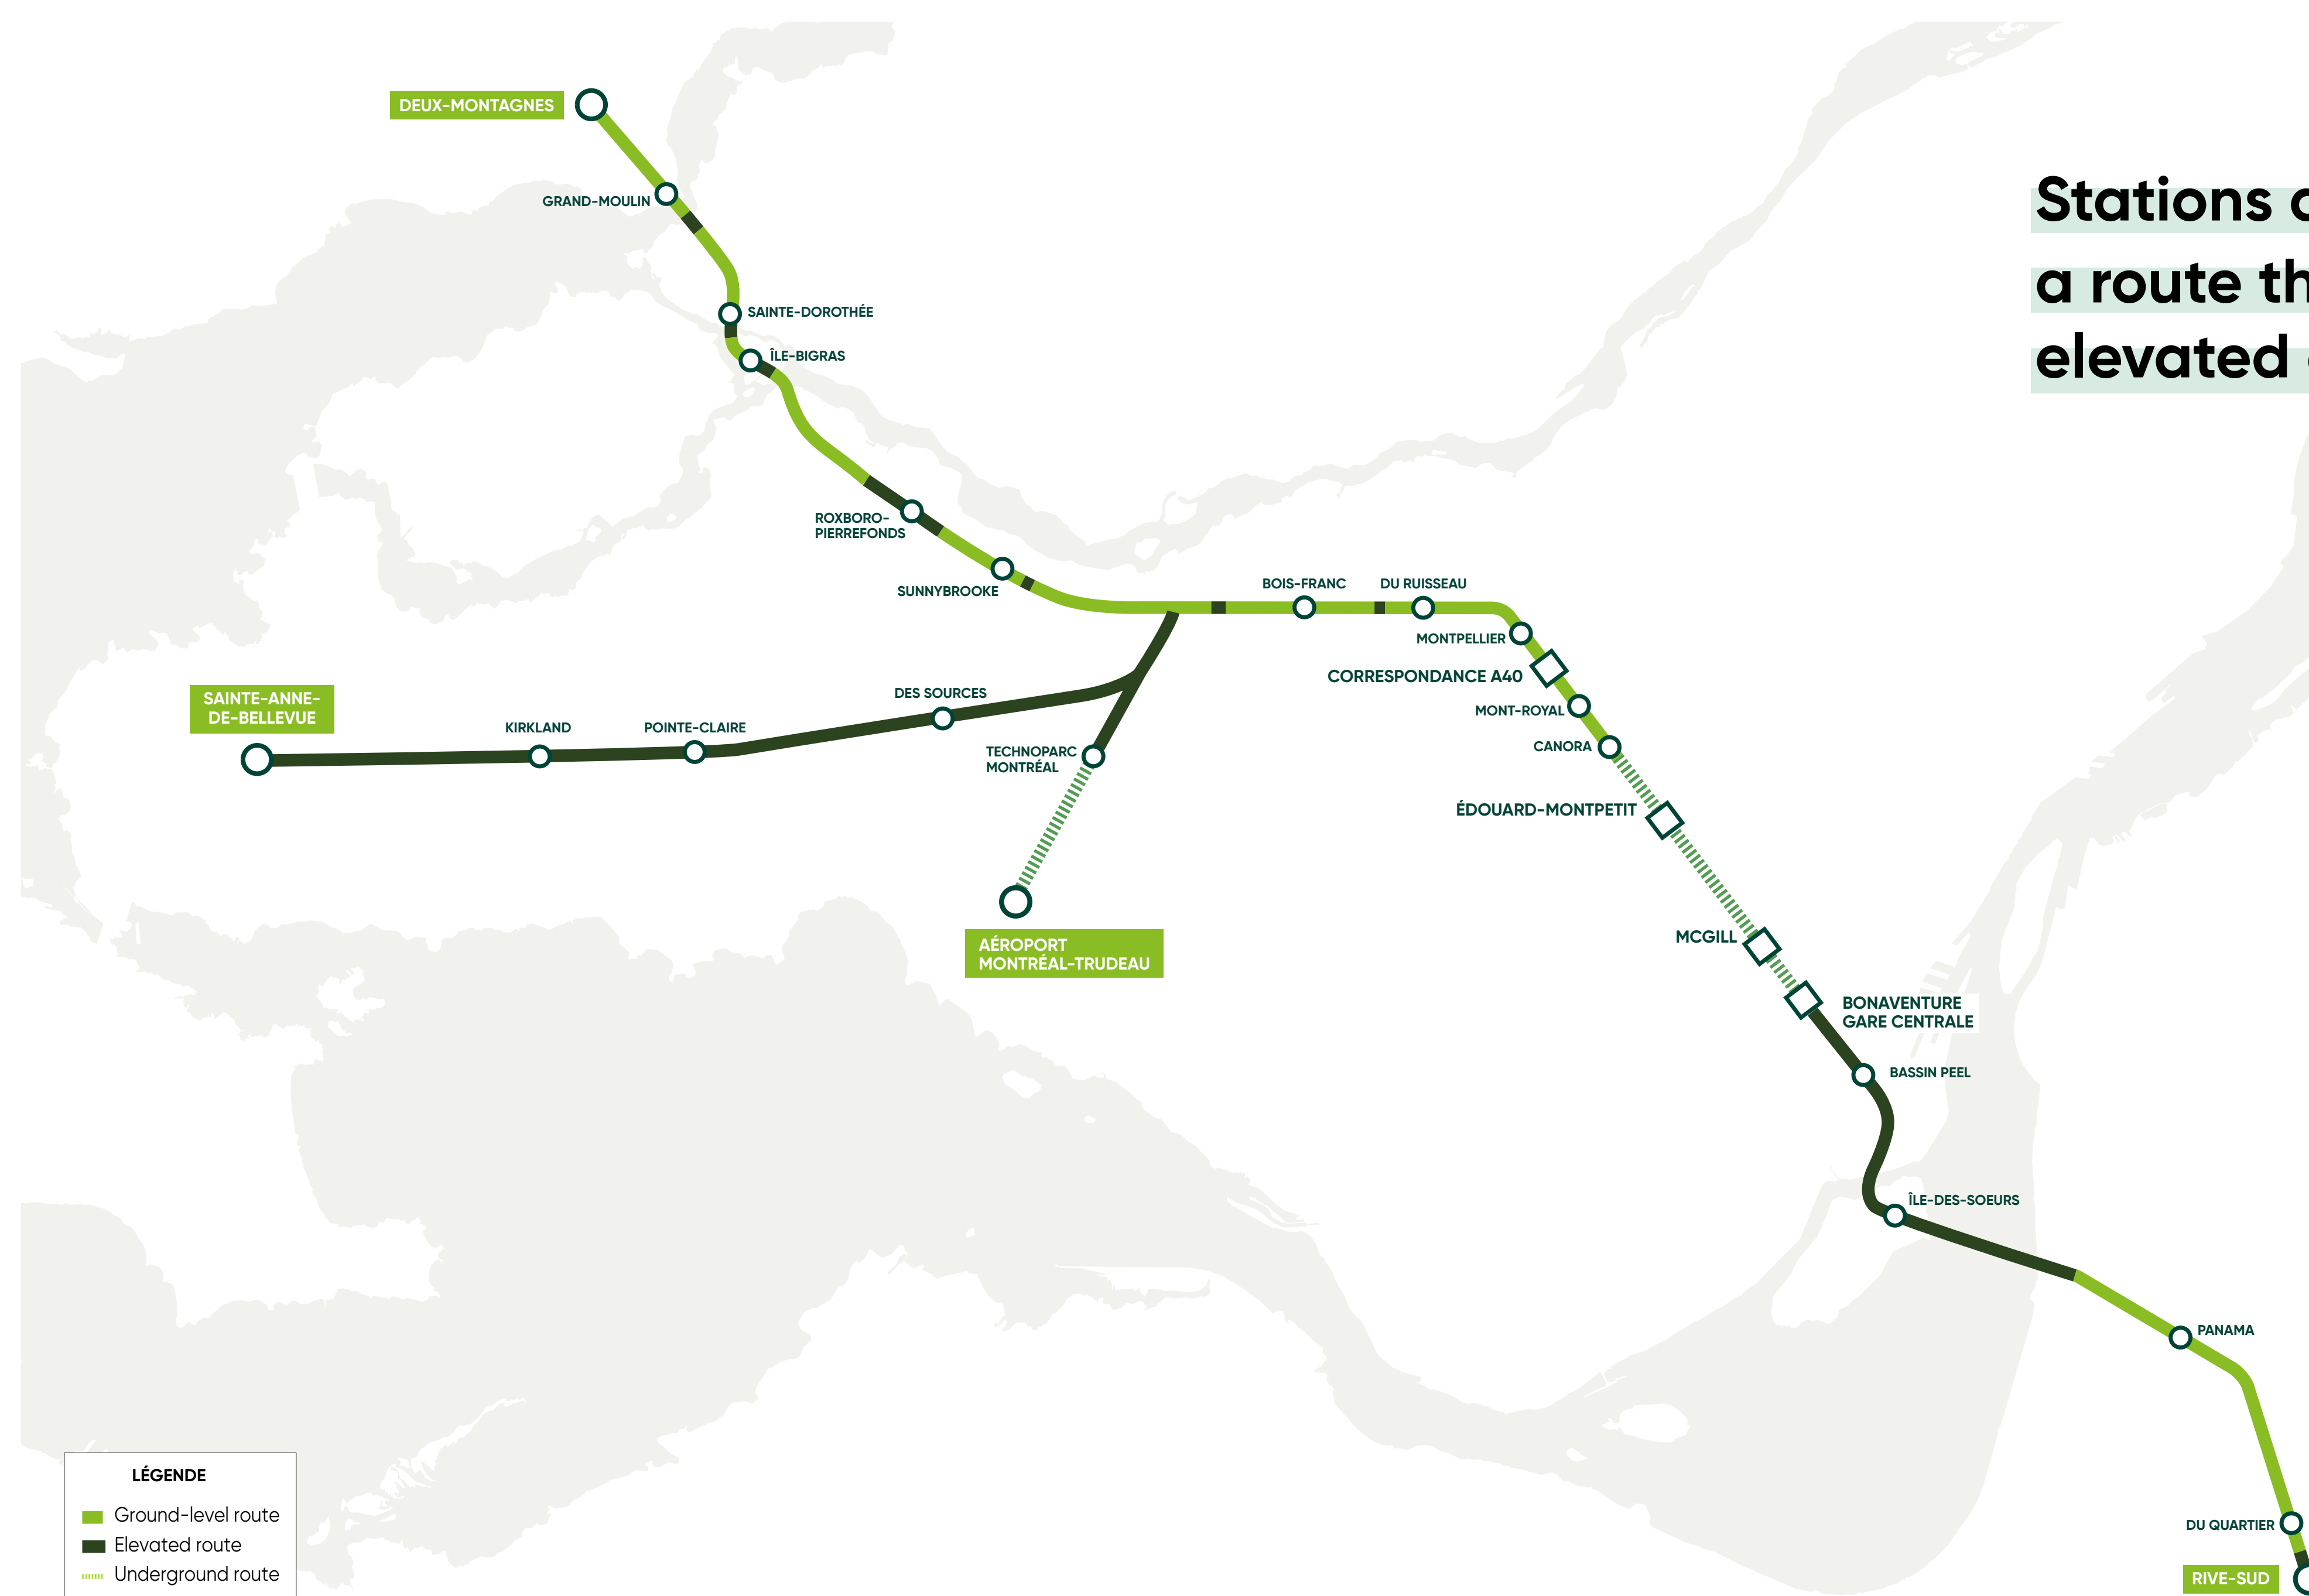 Stations
a route
elevated
DEUX-MONTAGNES
GRAND-MOULIN
SAINTE-DOROTHÉE
ÎLE-BIGRAS
ROXBORO-
PIERREFONDS
SUNNYBROOKE
BOIS-FRANC
DU RUISSEAU
MONTPELLIER
CORRESPONDANCE A40
MONT-ROYAL
CANORA
ÉDOUARD-MONTPETIT
MCGILL
BONAVENTURE
GARE CENTRALE
BASSIN PEEL
ÎLE-DES-SOEURS
PANAMA
DU QUARTIER
RIVE-SUD
SAINTE-ANNE-
DE-BELLEVUE
KIRKLAND
POINTE-CLAIRE
DES SOURCES
TECHNOPARC
MONTRÉAL
AÉROPORT
MONTRÉAL-TRUDEAU
LÉGENDE
Ground-level route
Elevated route
Underground route